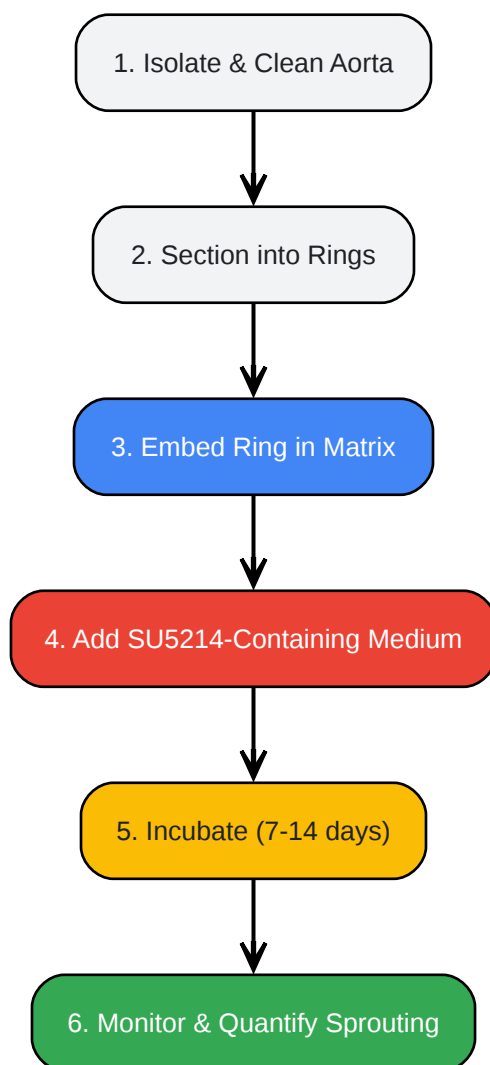 1. Isolate & Clean Aorta
2. Section into Rings
3. Embed Ring in Matrix
4. Add SU5214-Containing Medium
5. Incubate (7-14 days)
6. Monitor & Quantify Sprouting